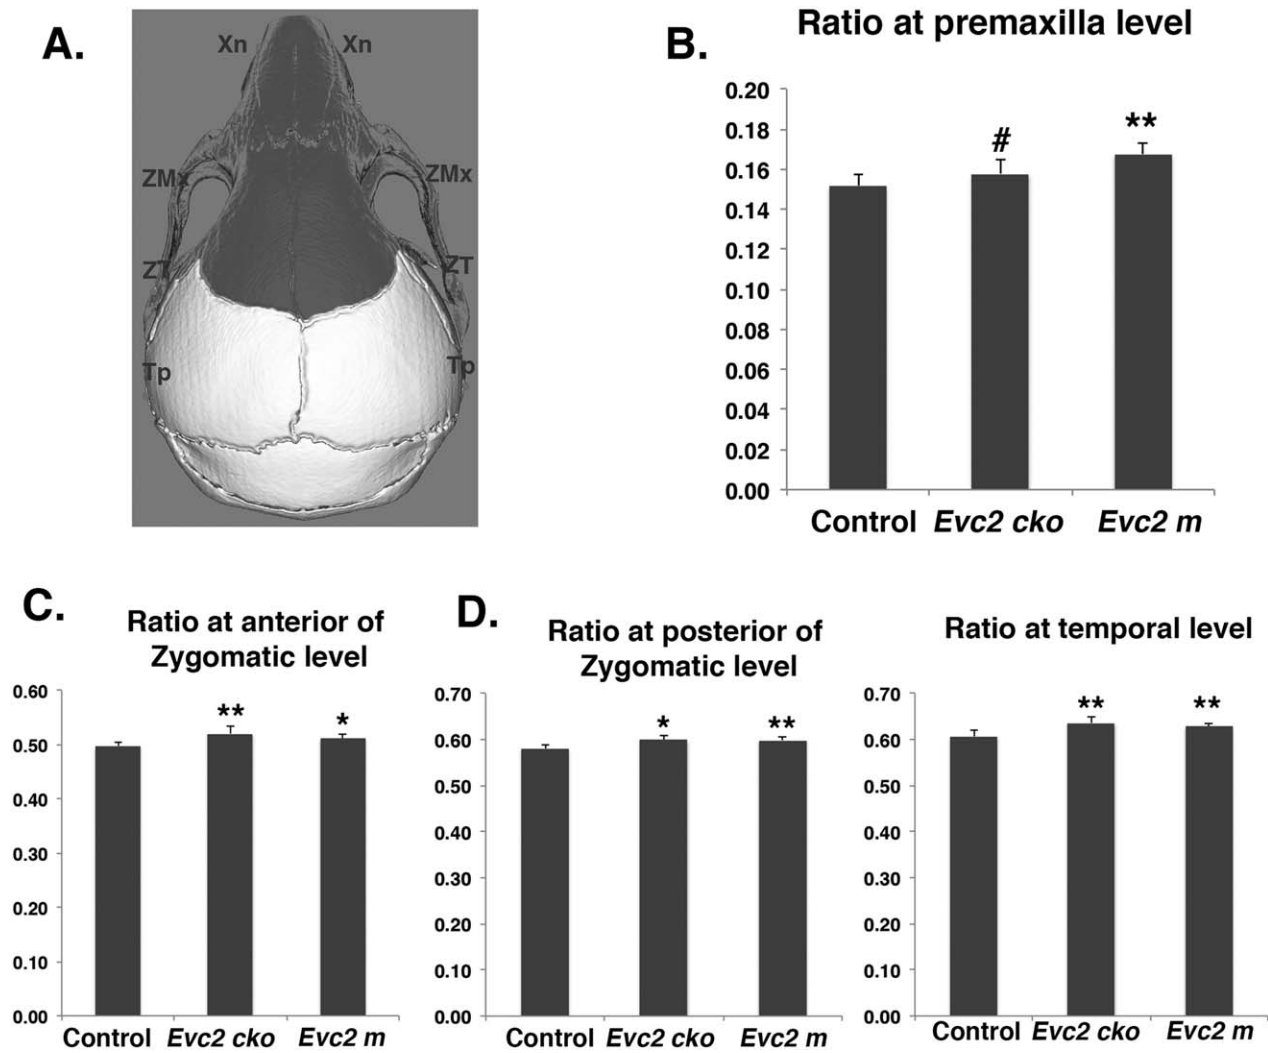 A.
Xn Xn
ZMx ZMx
ZT ZT
Tp Tp
B.
Ratio at premaxilla level
0.20
0.18
0.16
0.14
0.12
0.10
0.08
0.06
0.04
0.02
0.00
#
**
Control Evc2 cko Evc2 m
C.
Ratio at anterior of
Zygomatic level
0.60
0.50
0.40
0.30
0.20
0.10
0.00
**
*
Control Evc2 cko Evc2 m
D.
Ratio at posterior of
Zygomatic level
0.70
0.60
0.50
0.40
0.30
0.20
0.10
0.00
*
**
Control Evc2 cko Evc2 m
Ratio at temporal level
0.70
0.60
0.50
0.40
0.30
0.20
0.10
0.00
**
**
Control Evc2 cko Evc2 m